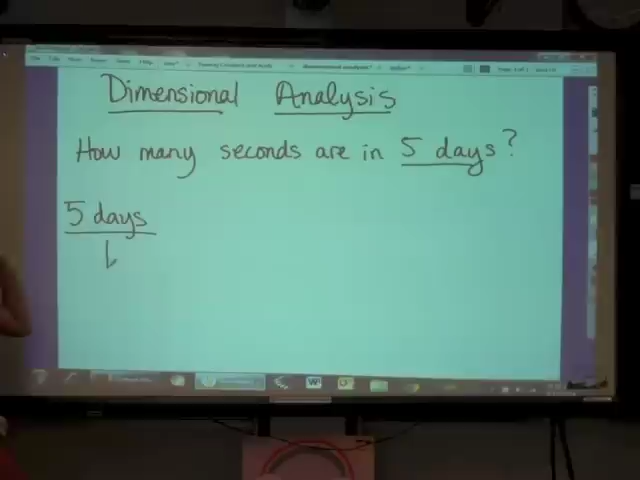 Dimensional Analysis
How many seconds are in 5 days?
5 days